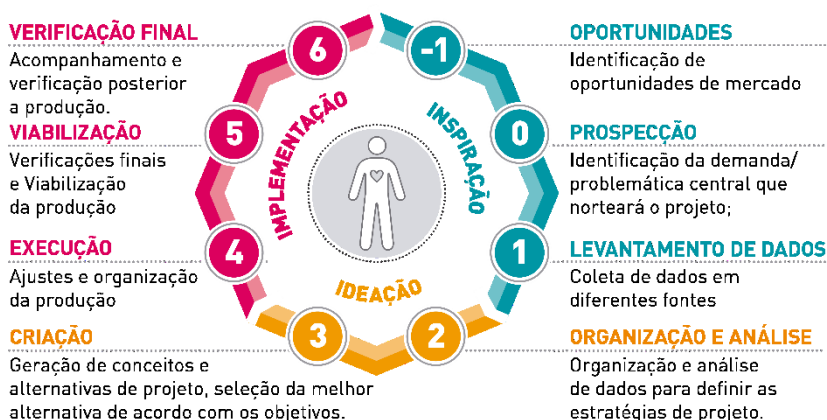 VERIFICAÇÃO FINAL
Acompanhamento e
verificação posterior
a produção.
VIABILIZAÇÃO
Verificações finais
e Viabilização
da produção
EXECUÇÃO
Ajustes e organização
da produção
CRIAÇÃO
Geração de conceitos e
alternativas de projeto, seleção da melhor
alternativa de acordo com os objetivos.
6
5
4
3
IMPLEMENTAÇÃO
IDEAÇÃO
INSPIRAÇÃO
-1
0
1
2
OPORTUNIDADES
Identificação de
oportunidades de mercado
PROSPECÇÃO
Identificação da demanda/
problemática central que
norteará o projeto;
LEVANTAMENTO DE DADOS
Coleta de dados em
diferentes fontes
ORGANIZAÇÃO E ANÁLISE
Organização e análise
de dados para definir as
estratégias de projeto.